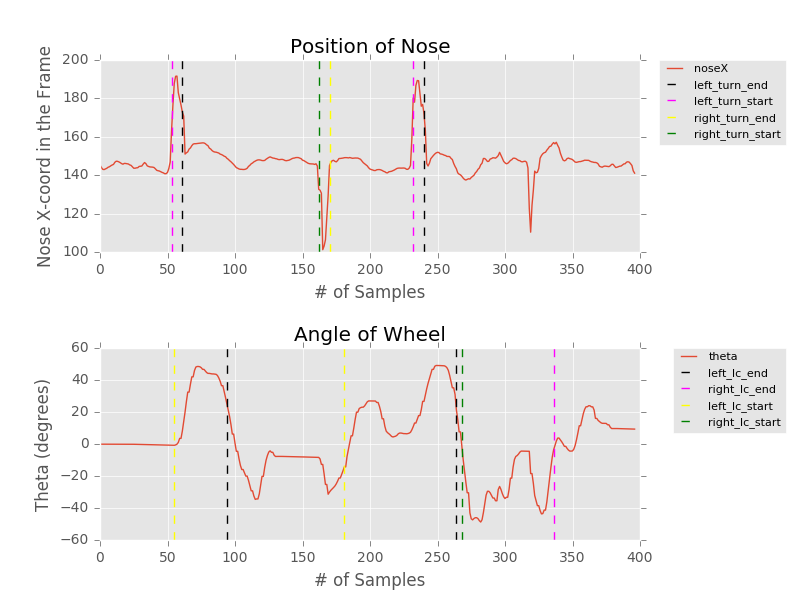 Position of Nose
200
180
160
140
120
100
Nose X-coord in the Frame
0 50 100 150 200 250 300 350 400
# of Samples
noseX
left_turn_end
left_turn_start
right_turn_end
right_turn_start
Angle of Wheel
60
40
20
0
−20
−40
−60
Theta (degrees)
0 50 100 150 200 250 300 350 400
# of Samples
theta
left_lc_end
right_lc_end
left_lc_start
right_lc_start